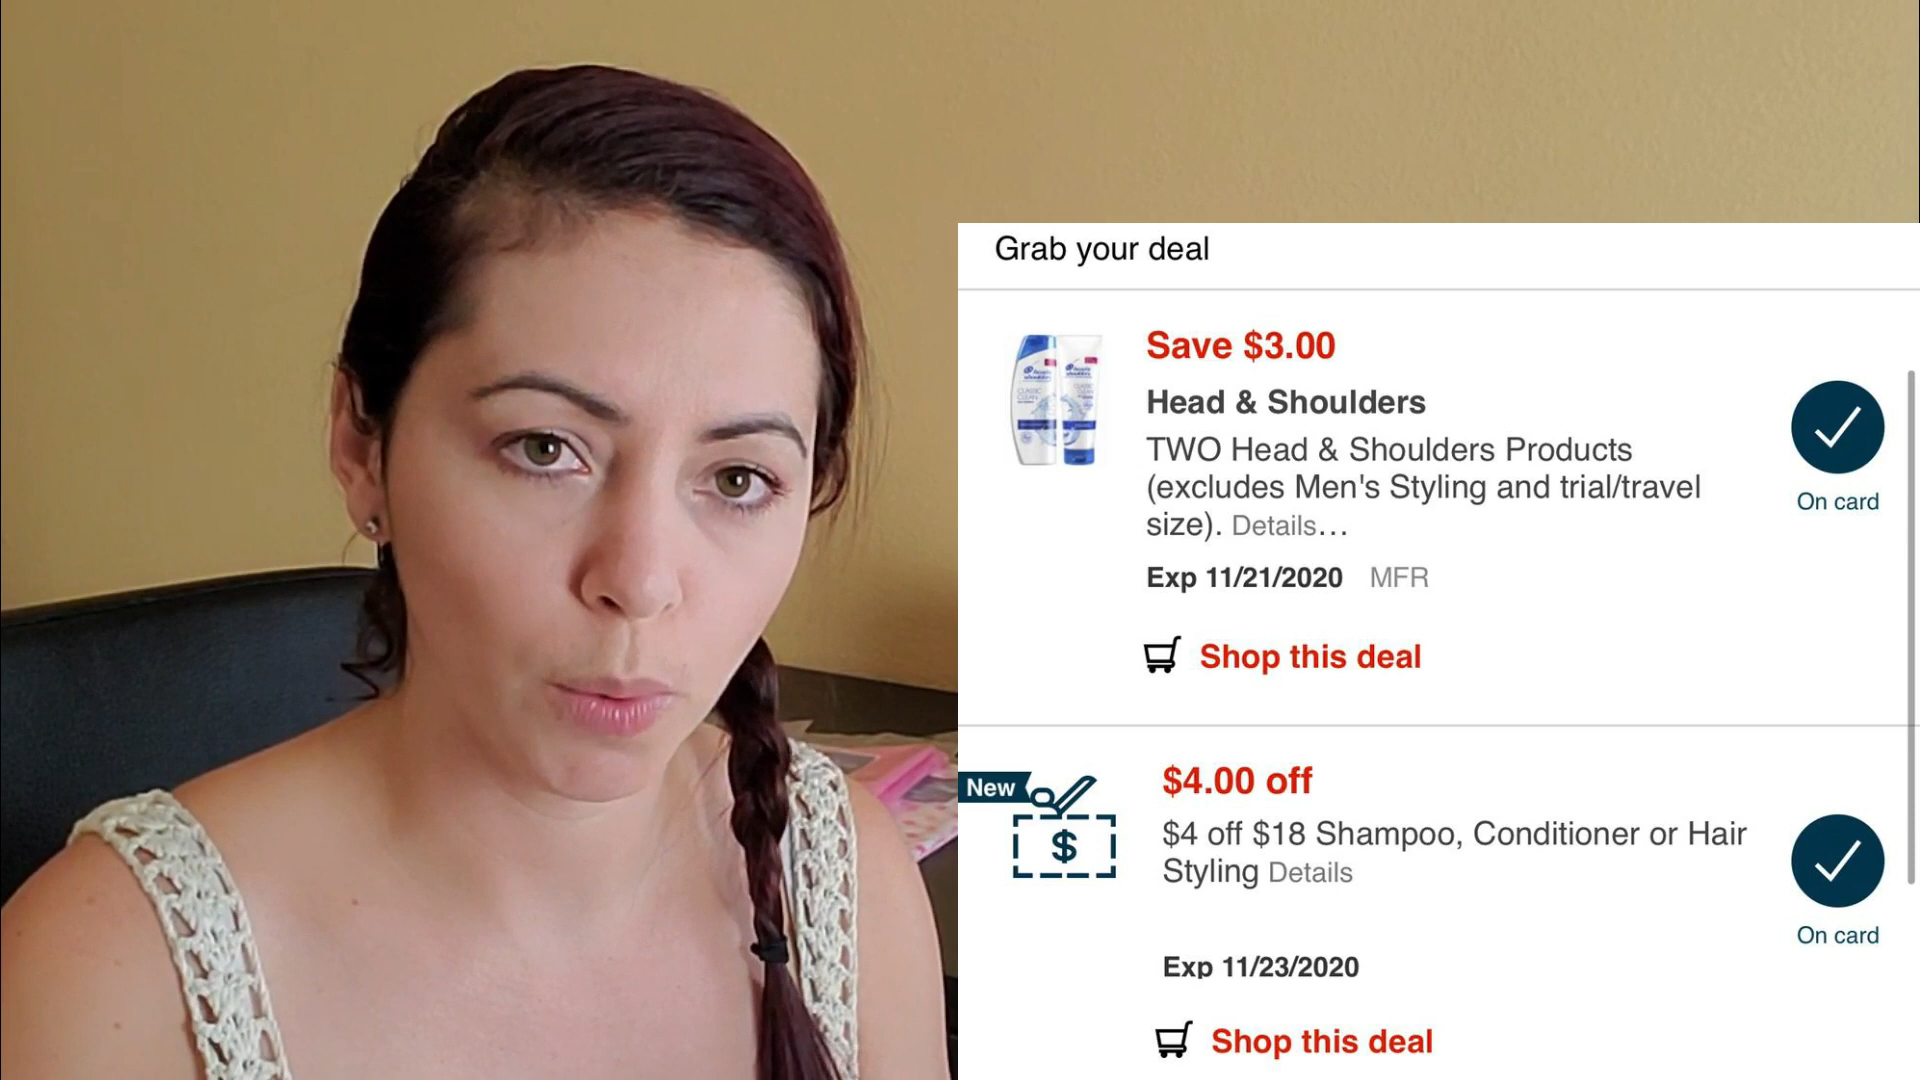 Grab your deal
Save $3.00
Head & Shoulders
TWO Head & Shoulders Products
(excludes Men's Styling and trial/travel
size). Details...
Exp 11/21/2020 MFR
Shop this deal
On card
New
$
$4.00 off
$4 off $18 Shampoo, Conditioner or Hair
Styling Details
Exp 11/23/2020
Shop this deal
On card